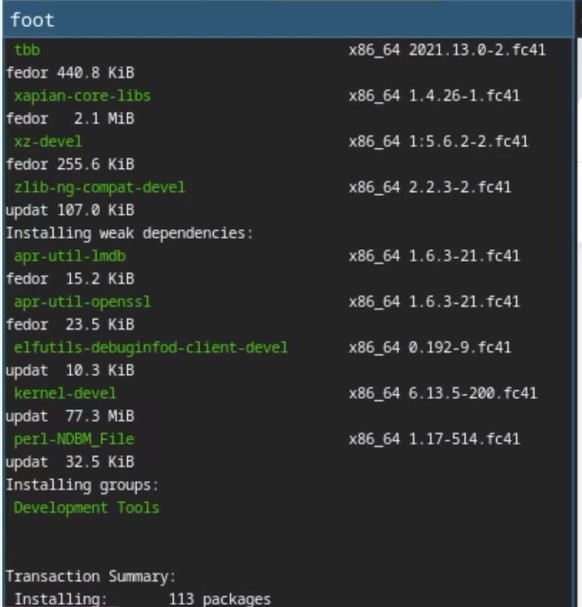 foot
tbb x86_64 2021.13.0-2.fc41
fedor 440.8 KiB
xapian-core-libs x86_64 1.4.26-1.fc41
fedor 2.1 MiB
xz-devel x86_64 1:5.6.2-2.fc41
fedor 255.6 KiB
zlib-ng-compat-devel x86_64 2.2.3-2.fc41
updat 107.0 KiB
Installing weak dependencies:
apr-util-lmdb x86_64 1.6.3-21.fc41
fedor 15.2 KiB
apr-util-openssl x86_64 1.6.3-21.fc41
fedor 23.5 KiB
elfutils-debuginfod-client-devel x86_64 0.192-9.fc41
updat 10.3 KiB
kernel-devel x86_64 6.13.5-200.fc41
updat 77.3 MiB
perl-NDBM_File x86_64 1.17-514.fc41
updat 32.5 KiB
Installing groups:
Development Tools
Transaction Summary:
Installing: 113 packages